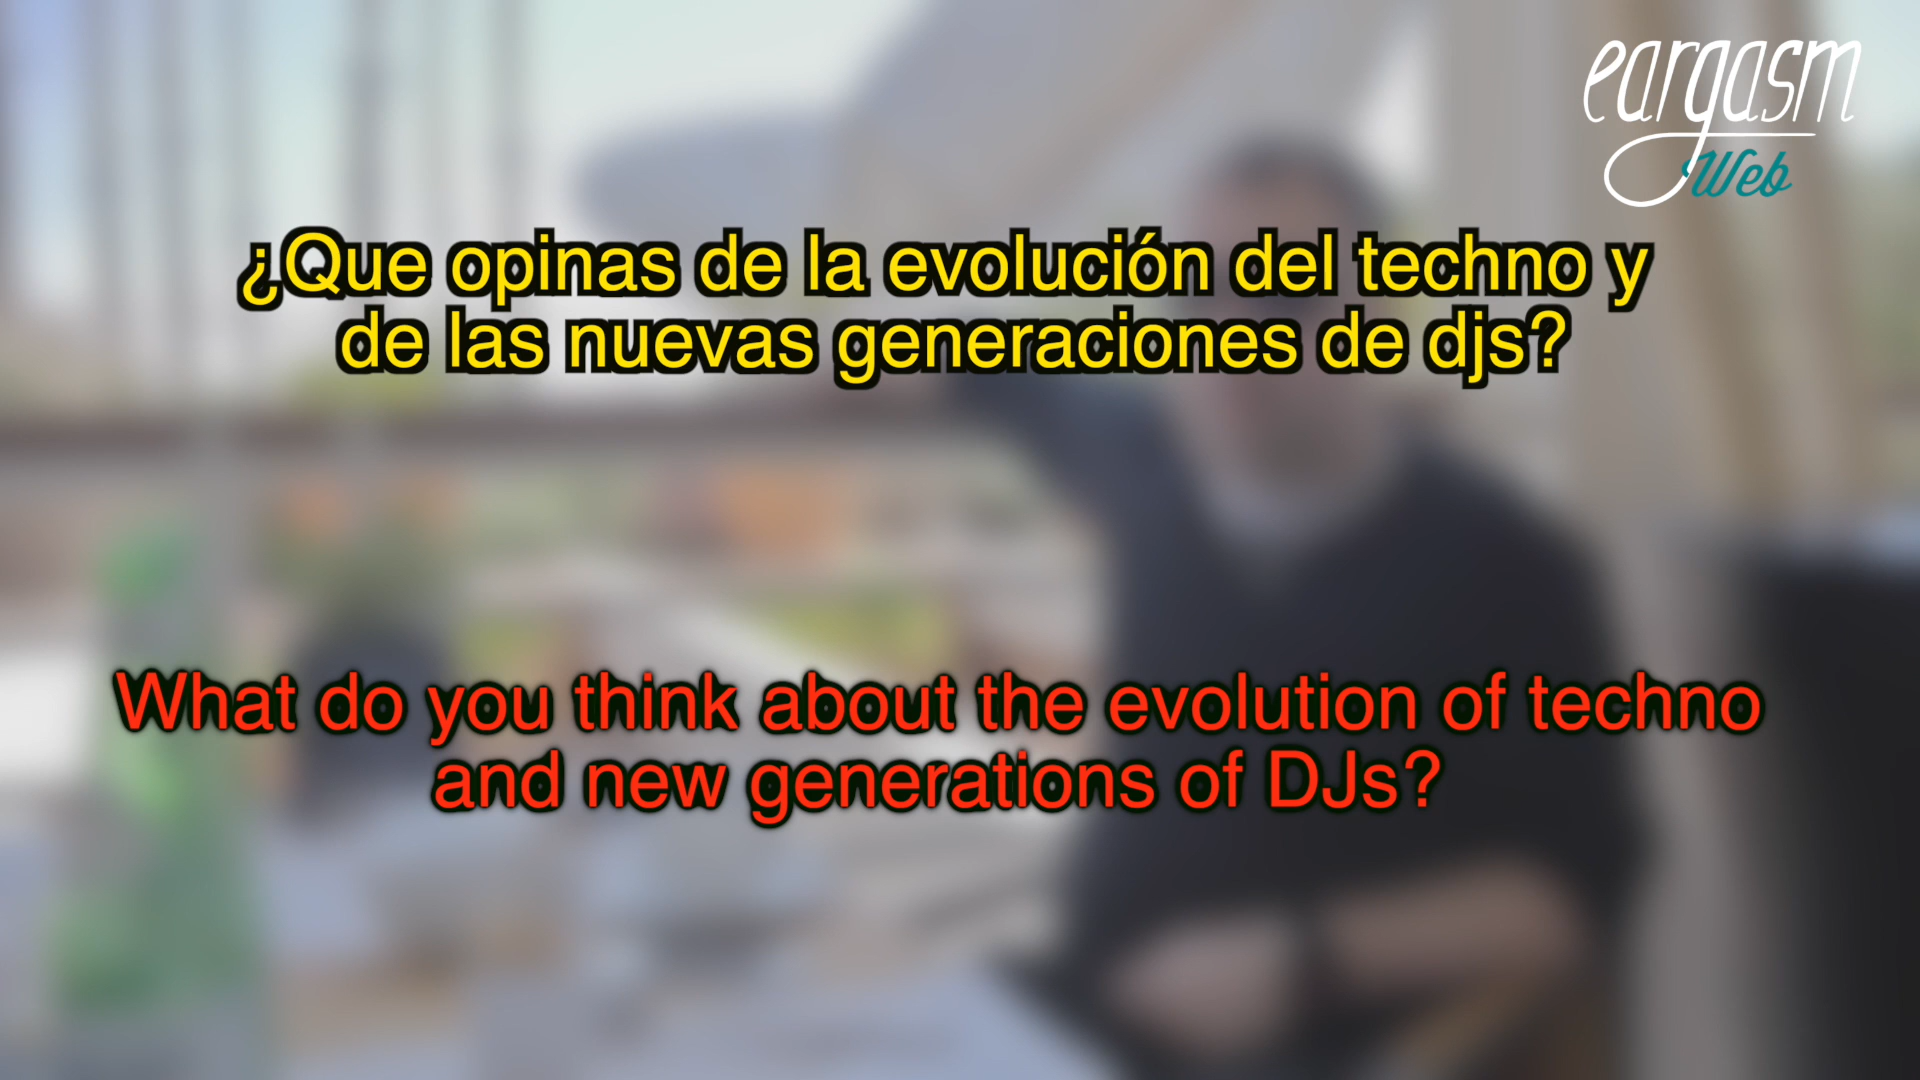 eargasm
Web
¿Que opinas de la evolución del techno y
de las nuevas generaciones de djs?
What do you think about the evolution of techno
and new generations of DJs?